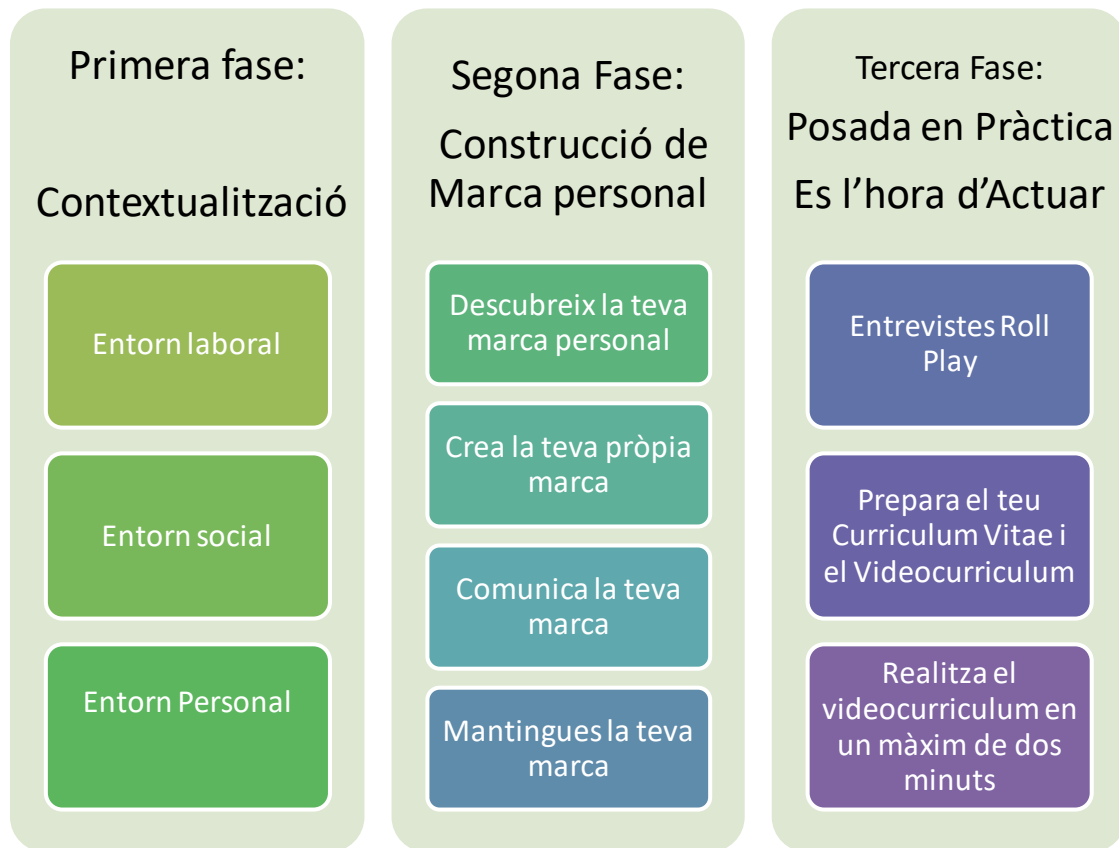 Primera fase:
Contextualització
Entorn laboral
Entorn social
Entorn Personal
Segona Fase:
Construcció de
Marca personal
Descubreix la teva
marca personal
Crea la teva pròpia
marca
Comunica la teva
marca
Mantingues la teva
marca
Tercera Fase:
Posada en Pràctica
Es l’hora d’Actuar
Entrevistes Roll
Play
Prepara el teu
Curriculum Vitae i
el Videocurriculum
Realitza el
videocurriculum en
un màxim de dos
minuts